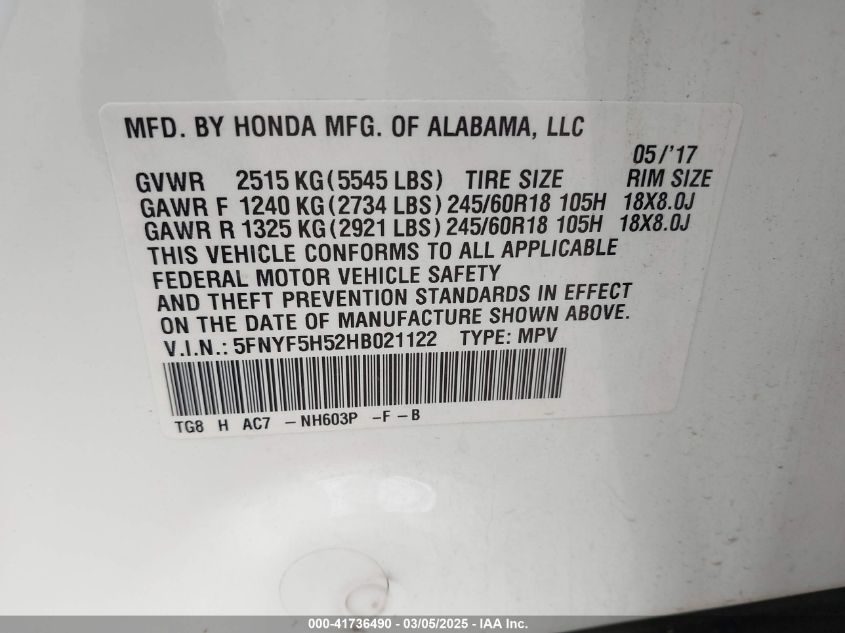 MFD. BY HONDA MFG. OF ALABAMA, LLC
05/'17
GVWR 2515 KG (5545 LBS) TIRE SIZE RIM SIZE
GAWR F 1240 KG (2734 LBS) 245/60R18 105H 18X8.0J
GAWR R 1325 KG (2921 LBS) 245/60R18 105H 18X8.0J
THIS VEHICLE CONFORMS TO ALL APPLICABLE
FEDERAL MOTOR VEHICLE SAFETY
AND THEFT PREVENTION STANDARDS IN EFFECT
ON THE DATE OF MANUFACTURE SHOWN ABOVE.
V.I.N.: 5FNYF5H52HB021122 TYPE: MPV
TG8 H AC7 - NH603P - F - B
000-41736490 - 03/05/2025 - IAA Inc.